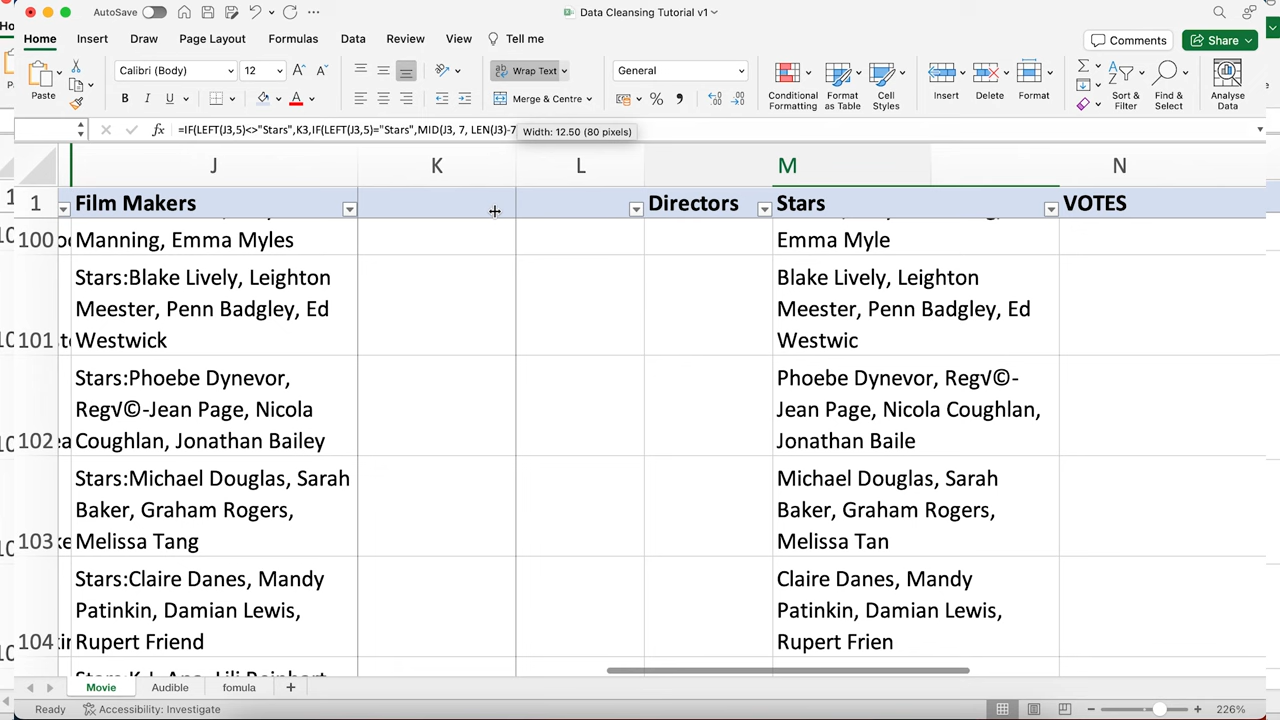 AutoSave
Data Cleansing Tutorial v1
Home Insert Draw Page Layout Formulas Data Review View Tell me
Comments Share
Paste
Calibri (Body) 12
Wrap Text
General
B I U A
Merge & Centre
Conditional Formatting
Format as Table
Cell Styles
Insert
Delete
Format
Sort & Filter
Find & Select
Analyse Data
fx =IF(LEFT(J3,5)<>"Stars",K3,IF(LEFT(J3,5)="Stars",MID(J3, 7, LEN(J3)-7
Width: 12.50 (80 pixels)
J K L M N
1 Film Makers Directors Stars VOTES
100 Manning, Emma Myles
Emma Myle
Stars:Blake Lively, Leighton
Meester, Penn Badgley, Ed
101 Westwick
Blake Lively, Leighton
Meester, Penn Badgley, Ed
Westwic
Stars:Phoebe Dynevor,
Reg√©-Jean Page, Nicola
102 Coughlan, Jonathan Bailey
Phoebe Dynevor, Reg√©-
Jean Page, Nicola Coughlan,
Jonathan Baile
Stars:Michael Douglas, Sarah
Baker, Graham Rogers,
103 Melissa Tang
Michael Douglas, Sarah
Baker, Graham Rogers,
Melissa Tan
Stars:Claire Danes, Mandy
Patinkin, Damian Lewis,
104 Rupert Friend
Claire Danes, Mandy
Patinkin, Damian Lewis,
Rupert Frien
Movie Audible fomula
Ready Accessibility: Investigate 226%